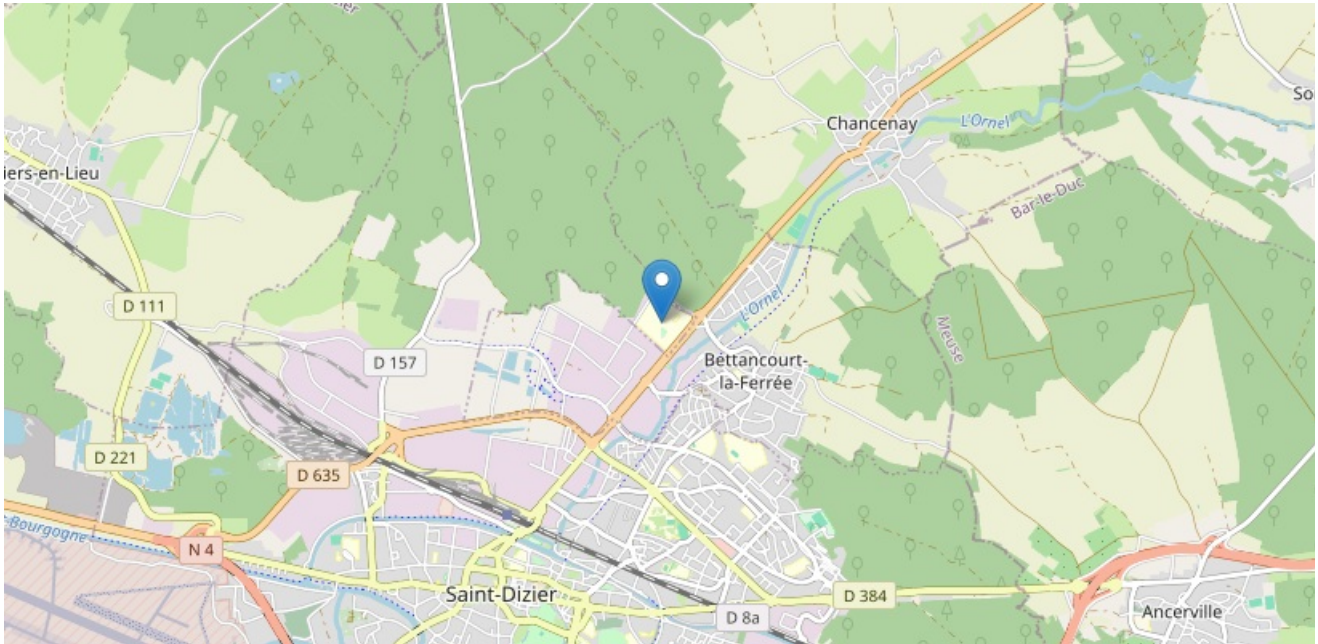 Chancenay
L'Ornel
So
iers-en-Lieu
Bar-le-Duc
D 111
L'Ornel
Meuse
D 157
Bettancourt-
la-Ferrée
D 221
D 635
-Bourgogne
N 4
Saint-Dizier
D 384
D 8a
Ancerville